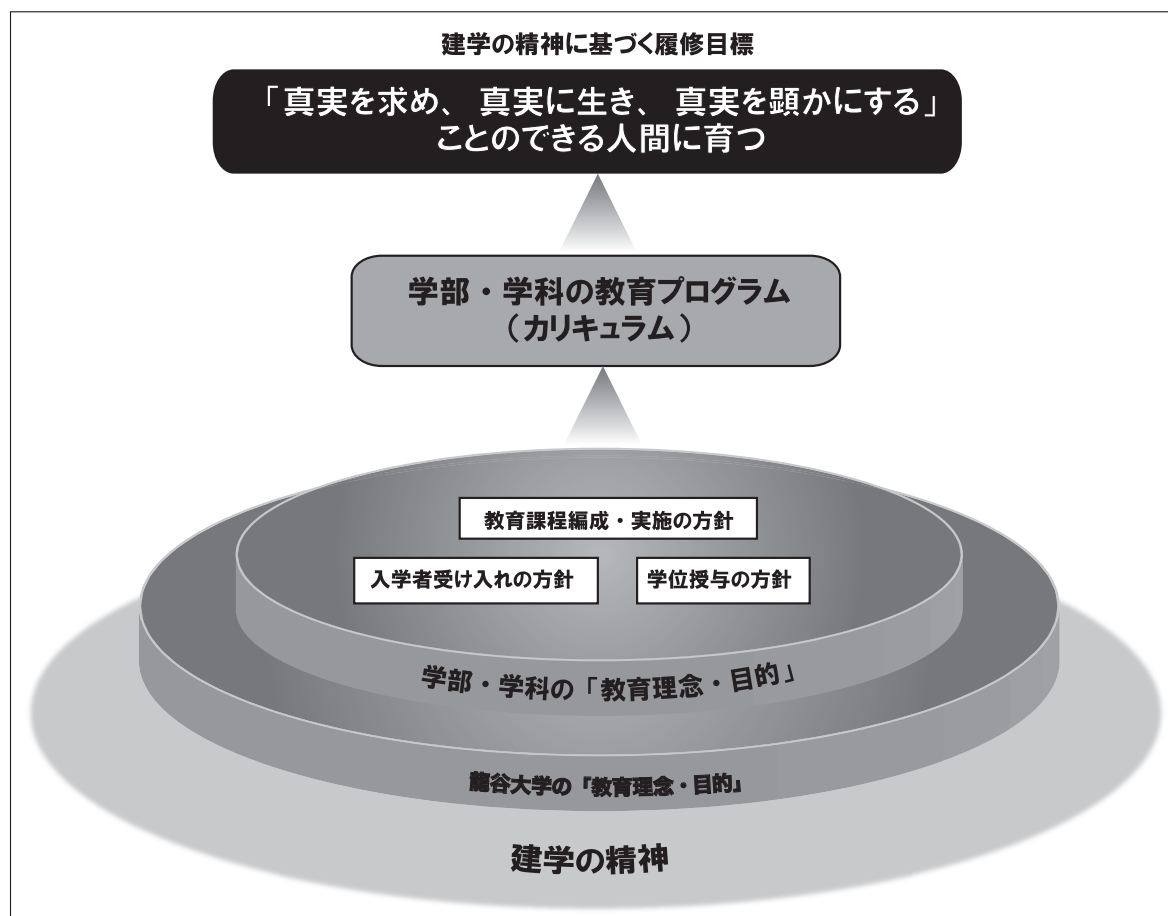 建学の精神に基づく履修目標
「真実を求め、真実に生き、真実を顕かにする」
ことのできる人間に育つ
学部・学科の教育プログラム
（カリキュラム）
教育課程編成・実施の方針
入学者受け入れの方針
学位授与の方針
学部・学科の「教育理念・目的」
龍谷大学の「教育理念・目的」
建学の精神